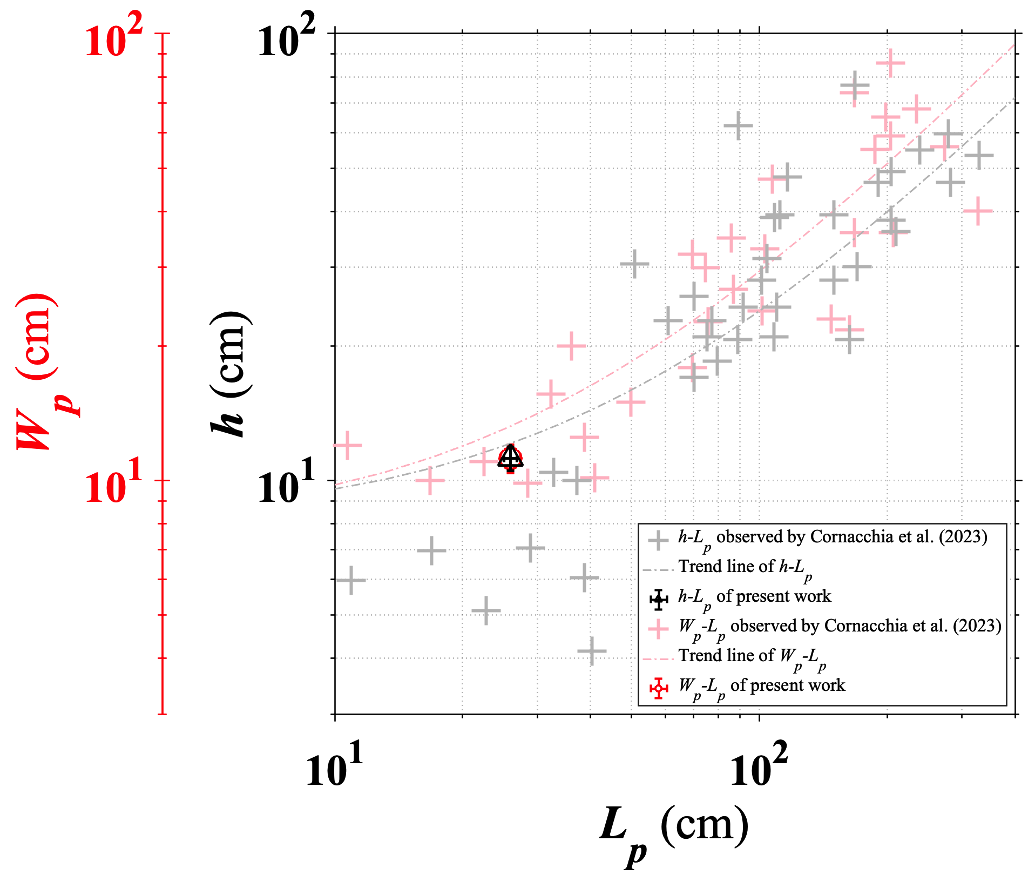 10^2
10^2
W_p (cm)
h (cm)
10^1
10^1
h-L_p observed by Cornacchia et al. (2023)
Trend line of h-L_p
h-L_p of present work
W_p-L_p observed by Cornacchia et al. (2023)
Trend line of W_p-L_p
W_p-L_p of present work
10^1
10^2
L_p (cm)